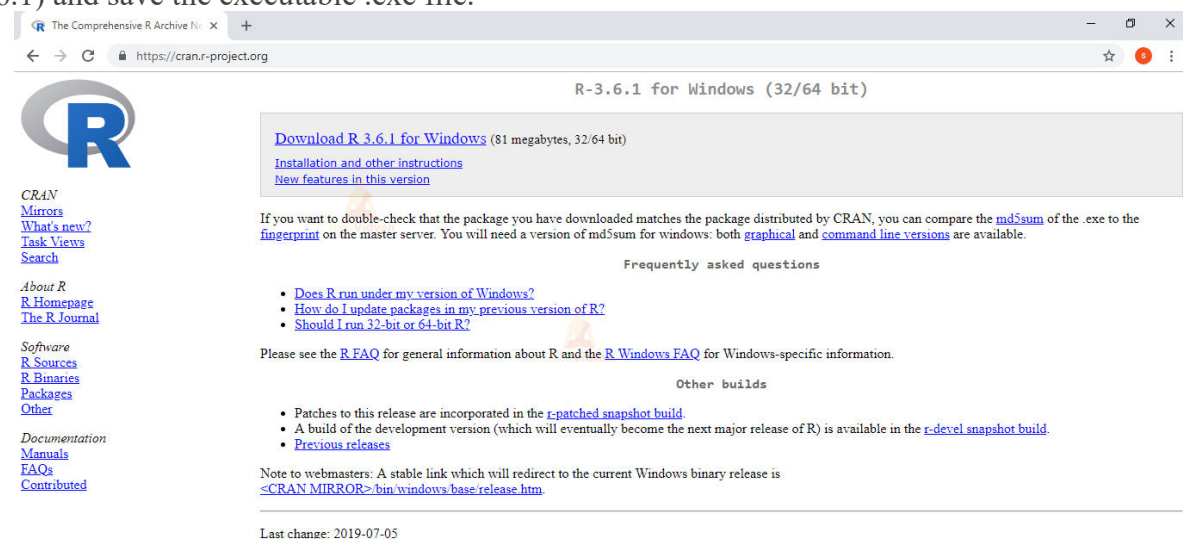 6.1) and save the executable .exe file.
The Comprehensive R Archive Ne
https://cran.r-project.org
s
R
CRAN
Mirrors
What's new?
Task Views
Search
About R
R Homepage
The R Journal
Software
R Sources
R Binaries
Packages
Other
Documentation
Manuals
FAQs
Contributed
R-3.6.1 for Windows (32/64 bit)
Download R 3.6.1 for Windows (81 megabytes, 32/64 bit)
Installation and other instructions
New features in this version
If you want to double-check that the package you have downloaded matches the package distributed by CRAN, you can compare the md5sum of the .exe to the
fingerprint on the master server. You will need a version of md5sum for windows: both graphical and command line versions are available.
Frequently asked questions
• Does R run under my version of Windows?
• How do I update packages in my previous version of R?
• Should I run 32-bit or 64-bit R?
Please see the R FAQ for general information about R and the R Windows FAQ for Windows-specific information.
Other builds
• Patches to this release are incorporated in the r-patched snapshot build.
• A build of the development version (which will eventually become the next major release of R) is available in the r-devel snapshot build.
• Previous releases
Note to webmasters: A stable link which will redirect to the current Windows binary release is
<CRAN MIRROR>/bin/windows/base/release.htm.
Last change: 2019-07-05